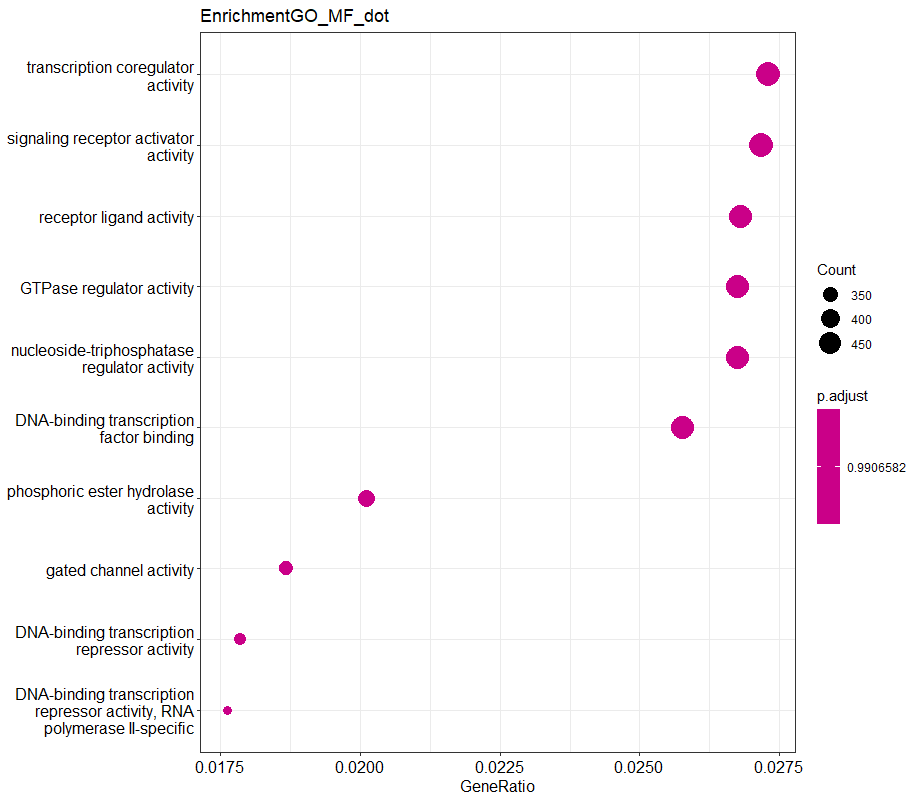 EnrichmentGO_MF_dot
transcription coregulator
activity
signaling receptor activator
activity
receptor ligand activity
GTPase regulator activity
nucleoside-triphosphatase
regulator activity
DNA-binding transcription
factor binding
phosphoric ester hydrolase
activity
gated channel activity
DNA-binding transcription
repressor activity
DNA-binding transcription
repressor activity, RNA
polymerase II-specific
0.0175
0.0200
0.0225
0.0250
0.0275
GeneRatio
Count
350
400
450
p.adjust
0.9906582